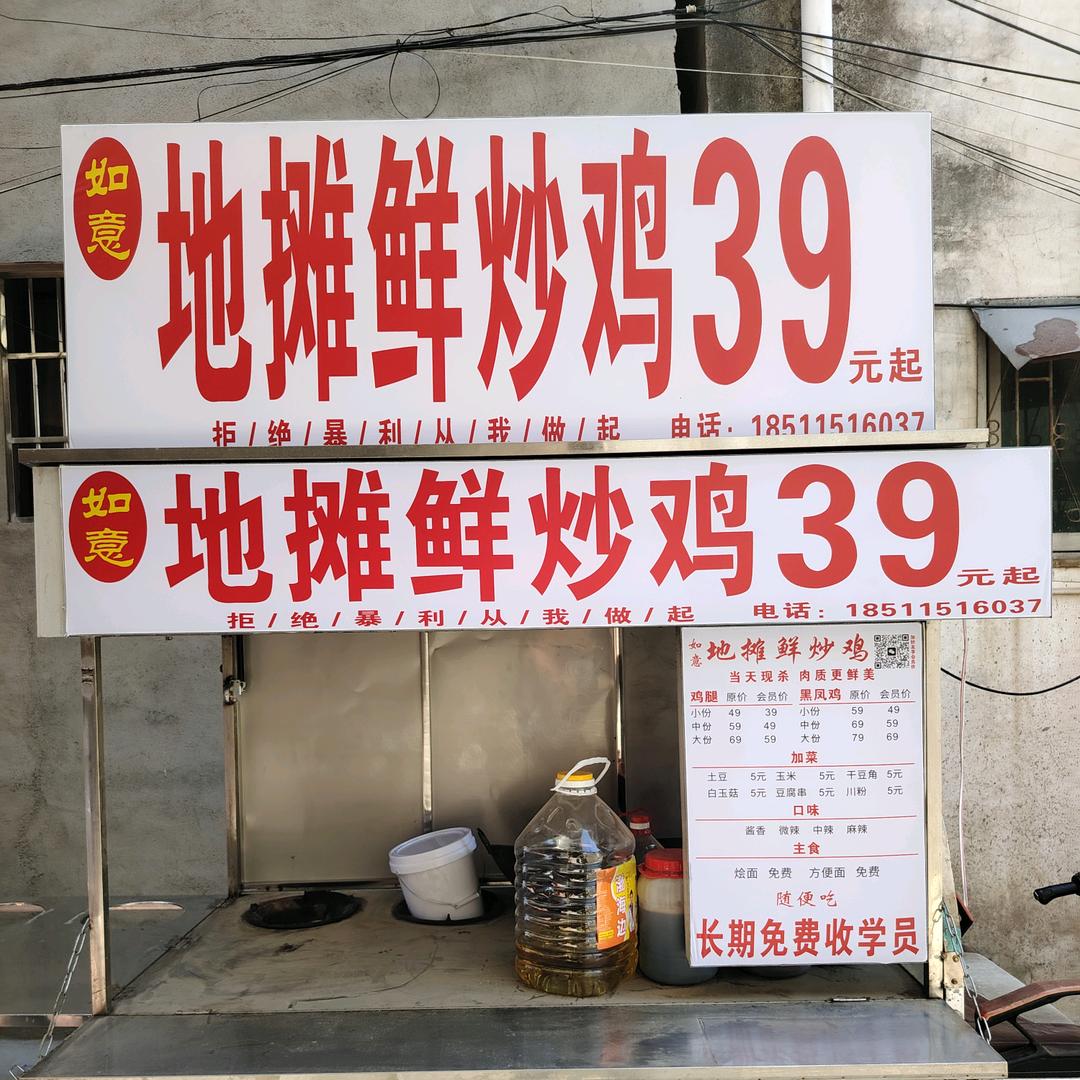 如意
地摊鲜炒鸡39元起
拒/绝/暴/利/从/我/做/起 电话：18511516037
如意
地摊鲜炒鸡39元起
拒/绝/暴/利/从/我/做/起 电话：18511516037
如意 地摊鲜炒鸡
当天现杀 肉质更鲜美
鸡腿 原价 会员价 黑凤鸡 原价 会员价
小份 49 39 小份 59 49
中份 59 49 中份 69 59
大份 69 59 大份 79 69
加菜
土豆 5元 玉米 5元 干豆角 5元
白玉菇 5元 豆腐串 5元 川粉 5元
口味
酱香 微辣 中辣 麻辣
主食
烩面 免费 方便面 免费
随便吃
长期免费收学员
渤海边